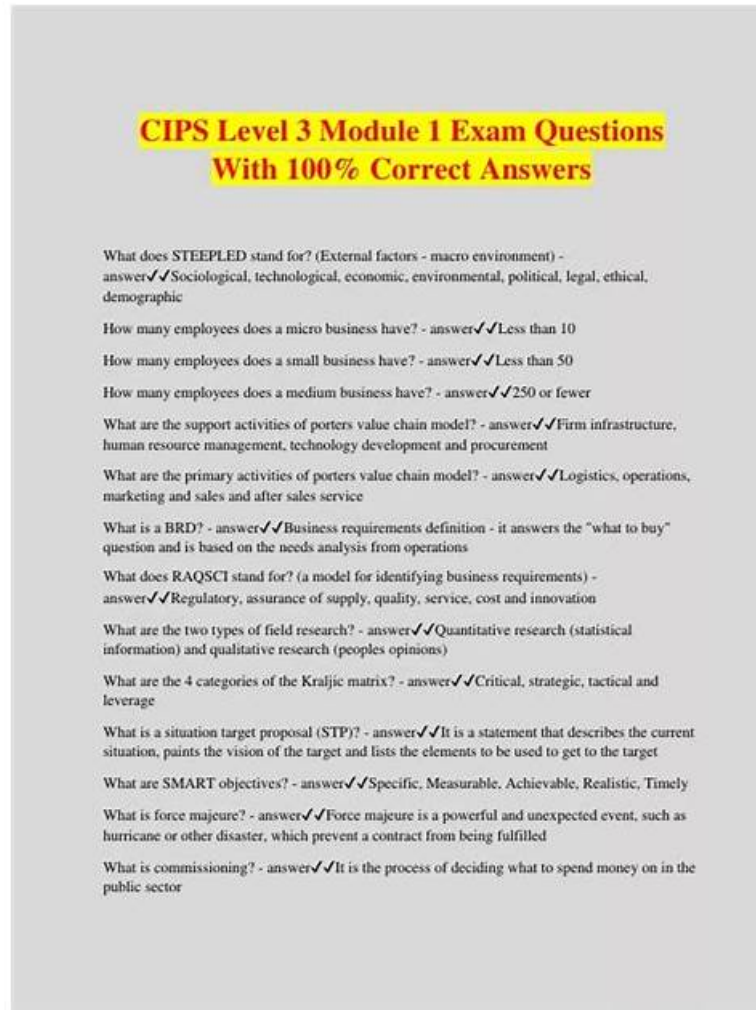 CIPS Level 3 Module 1 Exam Questions
With 100% Correct Answers
What does STEEPLED stand for? (External factors - macro environment) -
answer✓✓Sociological, technological, economic, environmental, political, legal, ethical,
demographic
How many employees does a micro business have? - answer✓✓Less than 10
How many employees does a small business have? - answer✓✓Less than 50
How many employees does a medium business have? - answer✓✓250 or fewer
What are the support activities of porters value chain model? - answer✓✓Firm infrastructure,
human resource management, technology development and procurement
What are the primary activities of porters value chain model? - answer✓✓Logistics, operations,
marketing and sales and after sales service
What is a BRD? - answer✓✓Business requirements definition - it answers the "what to buy"
question and is based on the needs analysis from operations
What does RAQSCI stand for? (a model for identifying business requirements) -
answer✓✓Regulatory, assurance of supply, quality, service, cost and innovation
What are the two types of field research? - answer✓✓Quantitative research (statistical
information) and qualitative research (peoples opinions)
What are the 4 categories of the Kraljic matrix? - answer✓✓Critical, strategic, tactical and
leverage
What is a situation target proposal (STP)? - answer✓✓It is a statement that describes the current
situation, paints the vision of the target and lists the elements to be used to get to the target
What are SMART objectives? - answer✓✓Specific, Measurable, Achievable, Realistic, Timely
What is force majeure? - answer✓✓Force majeure is a powerful and unexpected event, such as
hurricane or other disaster, which prevent a contract from being fulfilled
What is commissioning? - answer✓✓It is the process of deciding what to spend money on in the
public sector